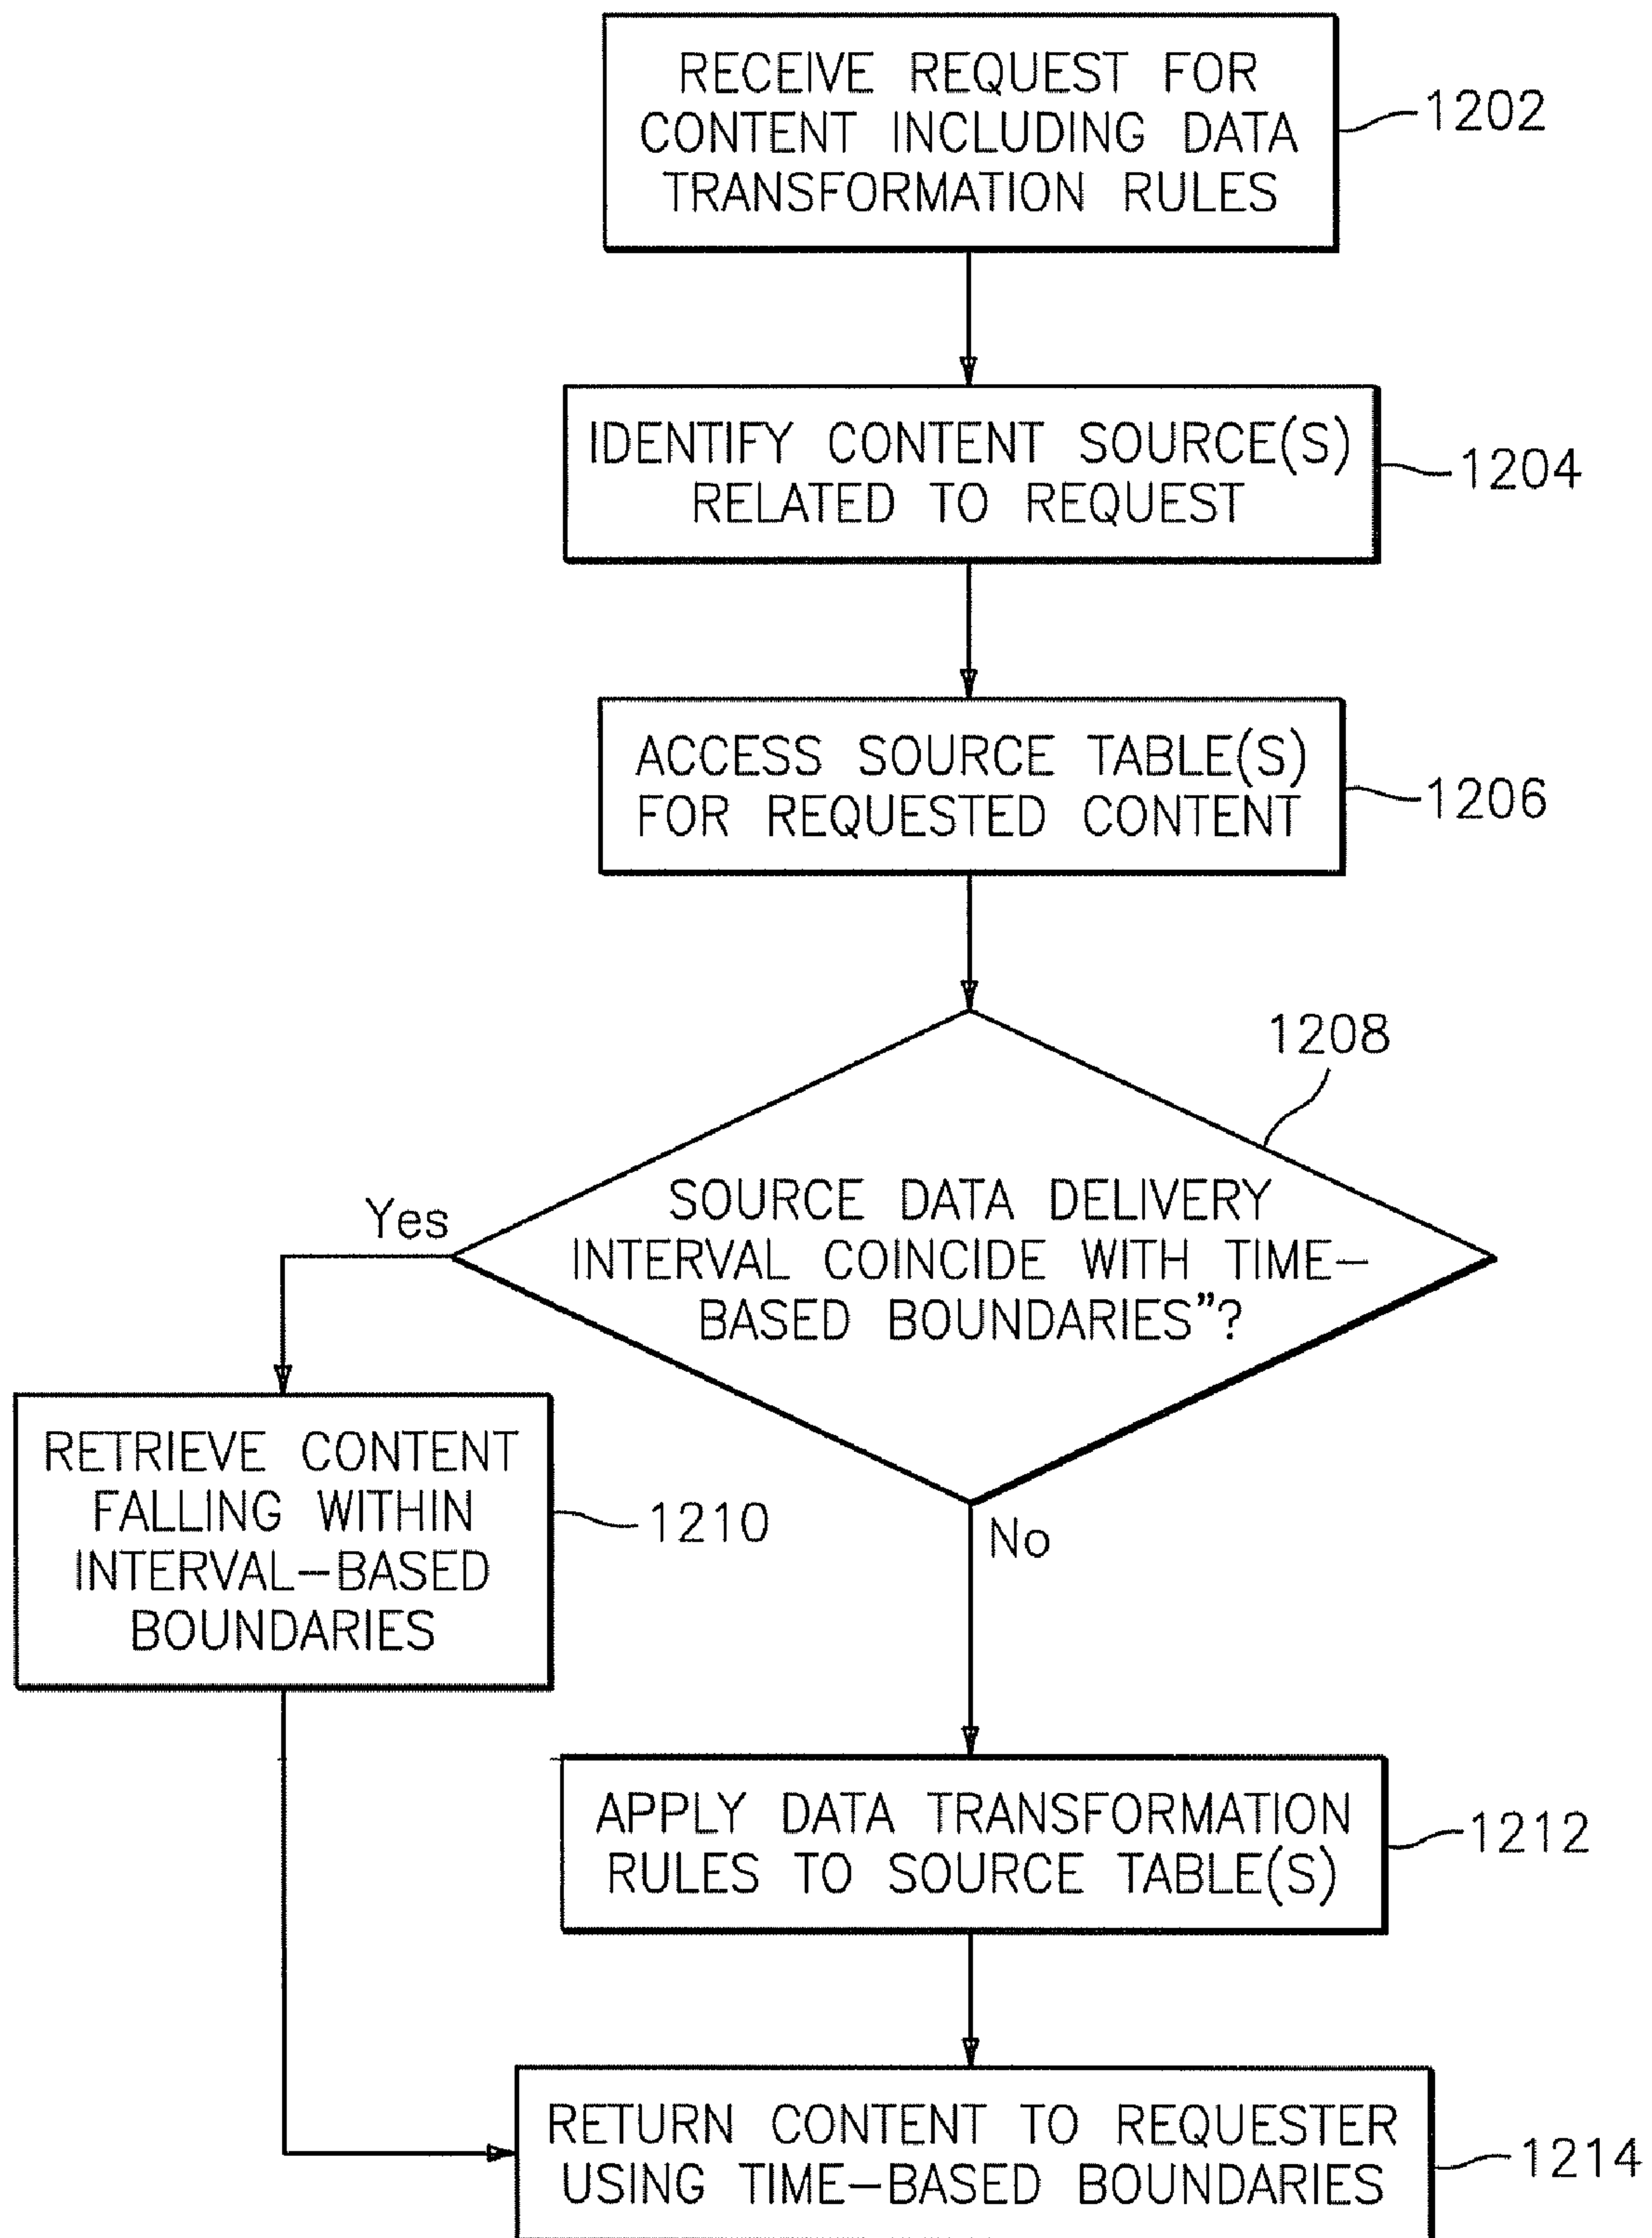 RECEIVE REQUEST FOR
CONTENT INCLUDING DATA
TRANSFORMATION RULES
1202
IDENTIFY CONTENT SOURCE(S)
RELATED TO REQUEST
1204
ACCESS SOURCE TABLE(S)
FOR REQUESTED CONTENT
1206
1208
SOURCE DATA DELIVERY
INTERVAL COINCIDE WITH TIME-
BASED BOUNDARIES”?
Yes
No
RETRIEVE CONTENT
FALLING WITHIN
INTERVAL-BASED
BOUNDARIES
1210
APPLY DATA TRANSFORMATION
RULES TO SOURCE TABLE(S)
1212
RETURN CONTENT TO REQUESTER
USING TIME-BASED BOUNDARIES
1214